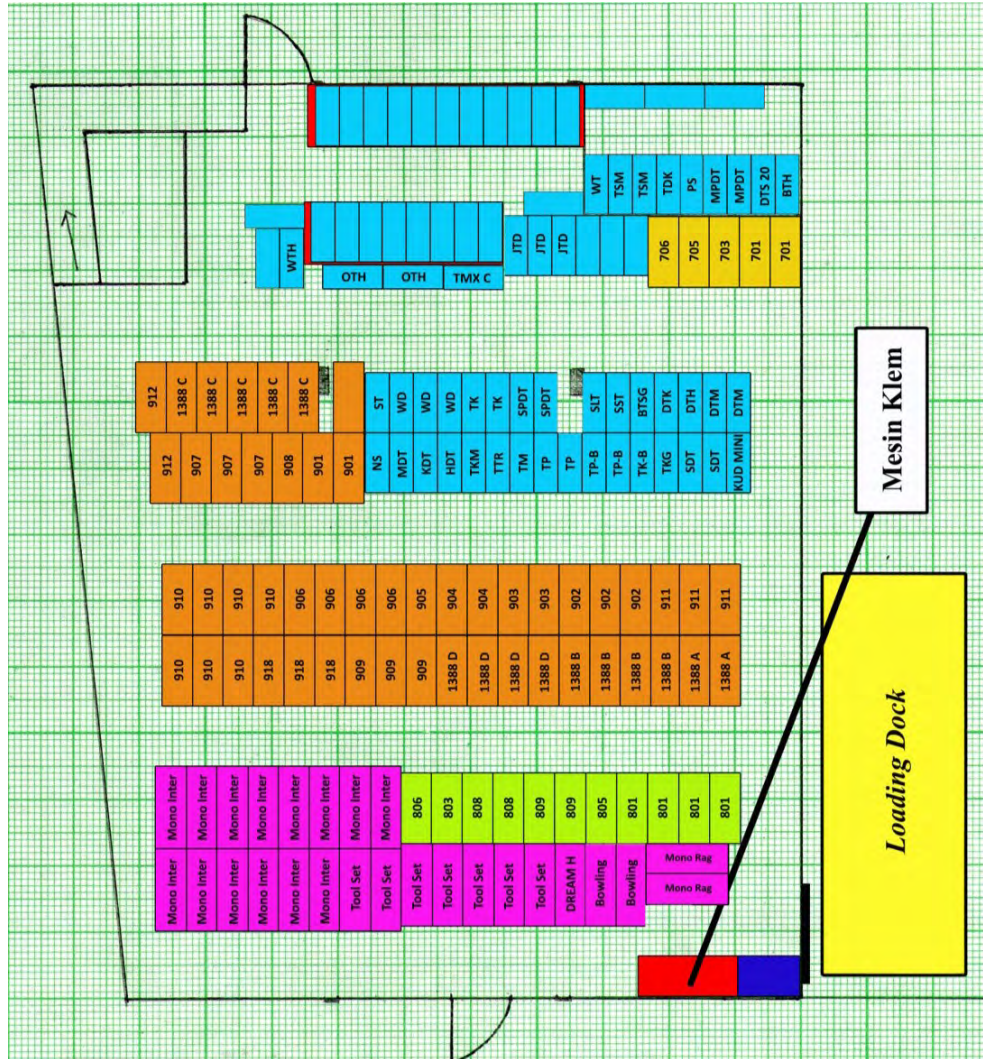 WT TSM TSM TDK PS MPDT MPDT DTS 20 BTH
WTH
JTD JTD JTD
706 705 703 701 701
OTH OTH TMX C
Mesin Klem
912 1388 C 1388 C 1388 C 1388 C 1388 C
ST WD WD WD TK TK SPDT SPDT
SLT SST BTSG DTK DTH DTM DTM
912 907 907 907 908 901 901
NS MDT KDT HDT TKM TTR TM TP TP TP-B TP-B TK-B TKG SDT SDT KUD MINI
910 910 910 910 906 906 906 906 905 904 904 903 903 902 902 902 911 911 911
910 910 910 918 918 918 909 909 909 1388 D 1388 D 1388 D 1388 D 1388 B 1388 B 1388 B 1388 B 1388 A 1388 A
Loading Dock
Mono Inter Mono Inter Mono Inter Mono Inter Mono Inter Mono Inter Mono Inter Mono Inter
806 803 808 808 809 809 805 801 801 801 801
Mono Inter Mono Inter Mono Inter Mono Inter Mono Inter Mono Inter Tool Set Tool Set Tool Set Tool Set Tool Set Tool Set Tool Set DREAM H Bowling Bowling
Mono Rag
Mono Rag